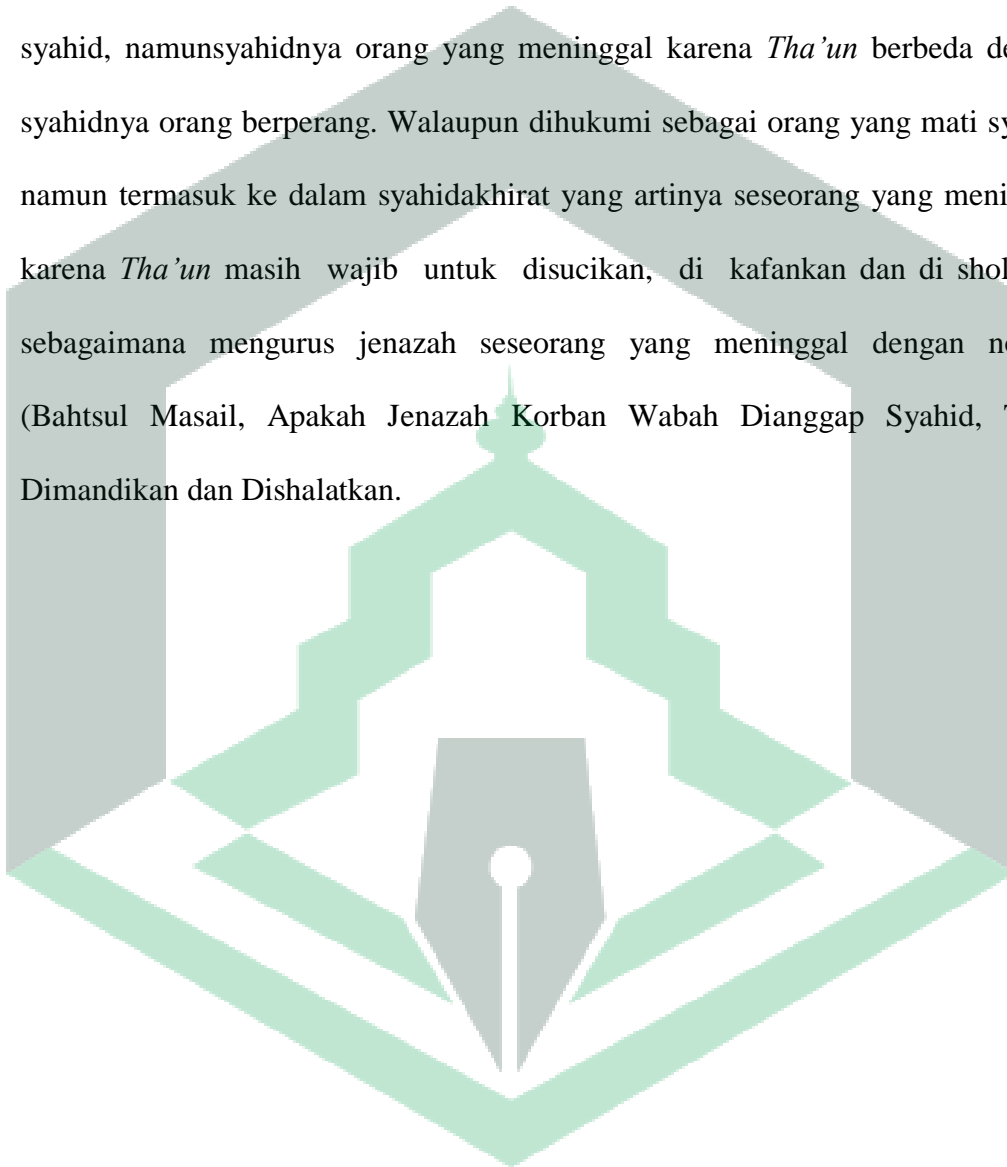 syahid, namunsyahidnya orang yang meninggal karena Tha’un berbeda de
syahidnya orang berperang. Walaupun dihukumi sebagai orang yang mati sy
namun termasuk ke dalam syahidakhirat yang artinya seseorang yang meni
karena Tha’un masih wajib untuk disucikan, di kafankan dan di shol
sebagaimana mengurus jenazah seseorang yang meninggal dengan no
(Bahtsul Masail, Apakah Jenazah Korban Wabah Dianggap Syahid, T
Dimandikan dan Dishalatkan.